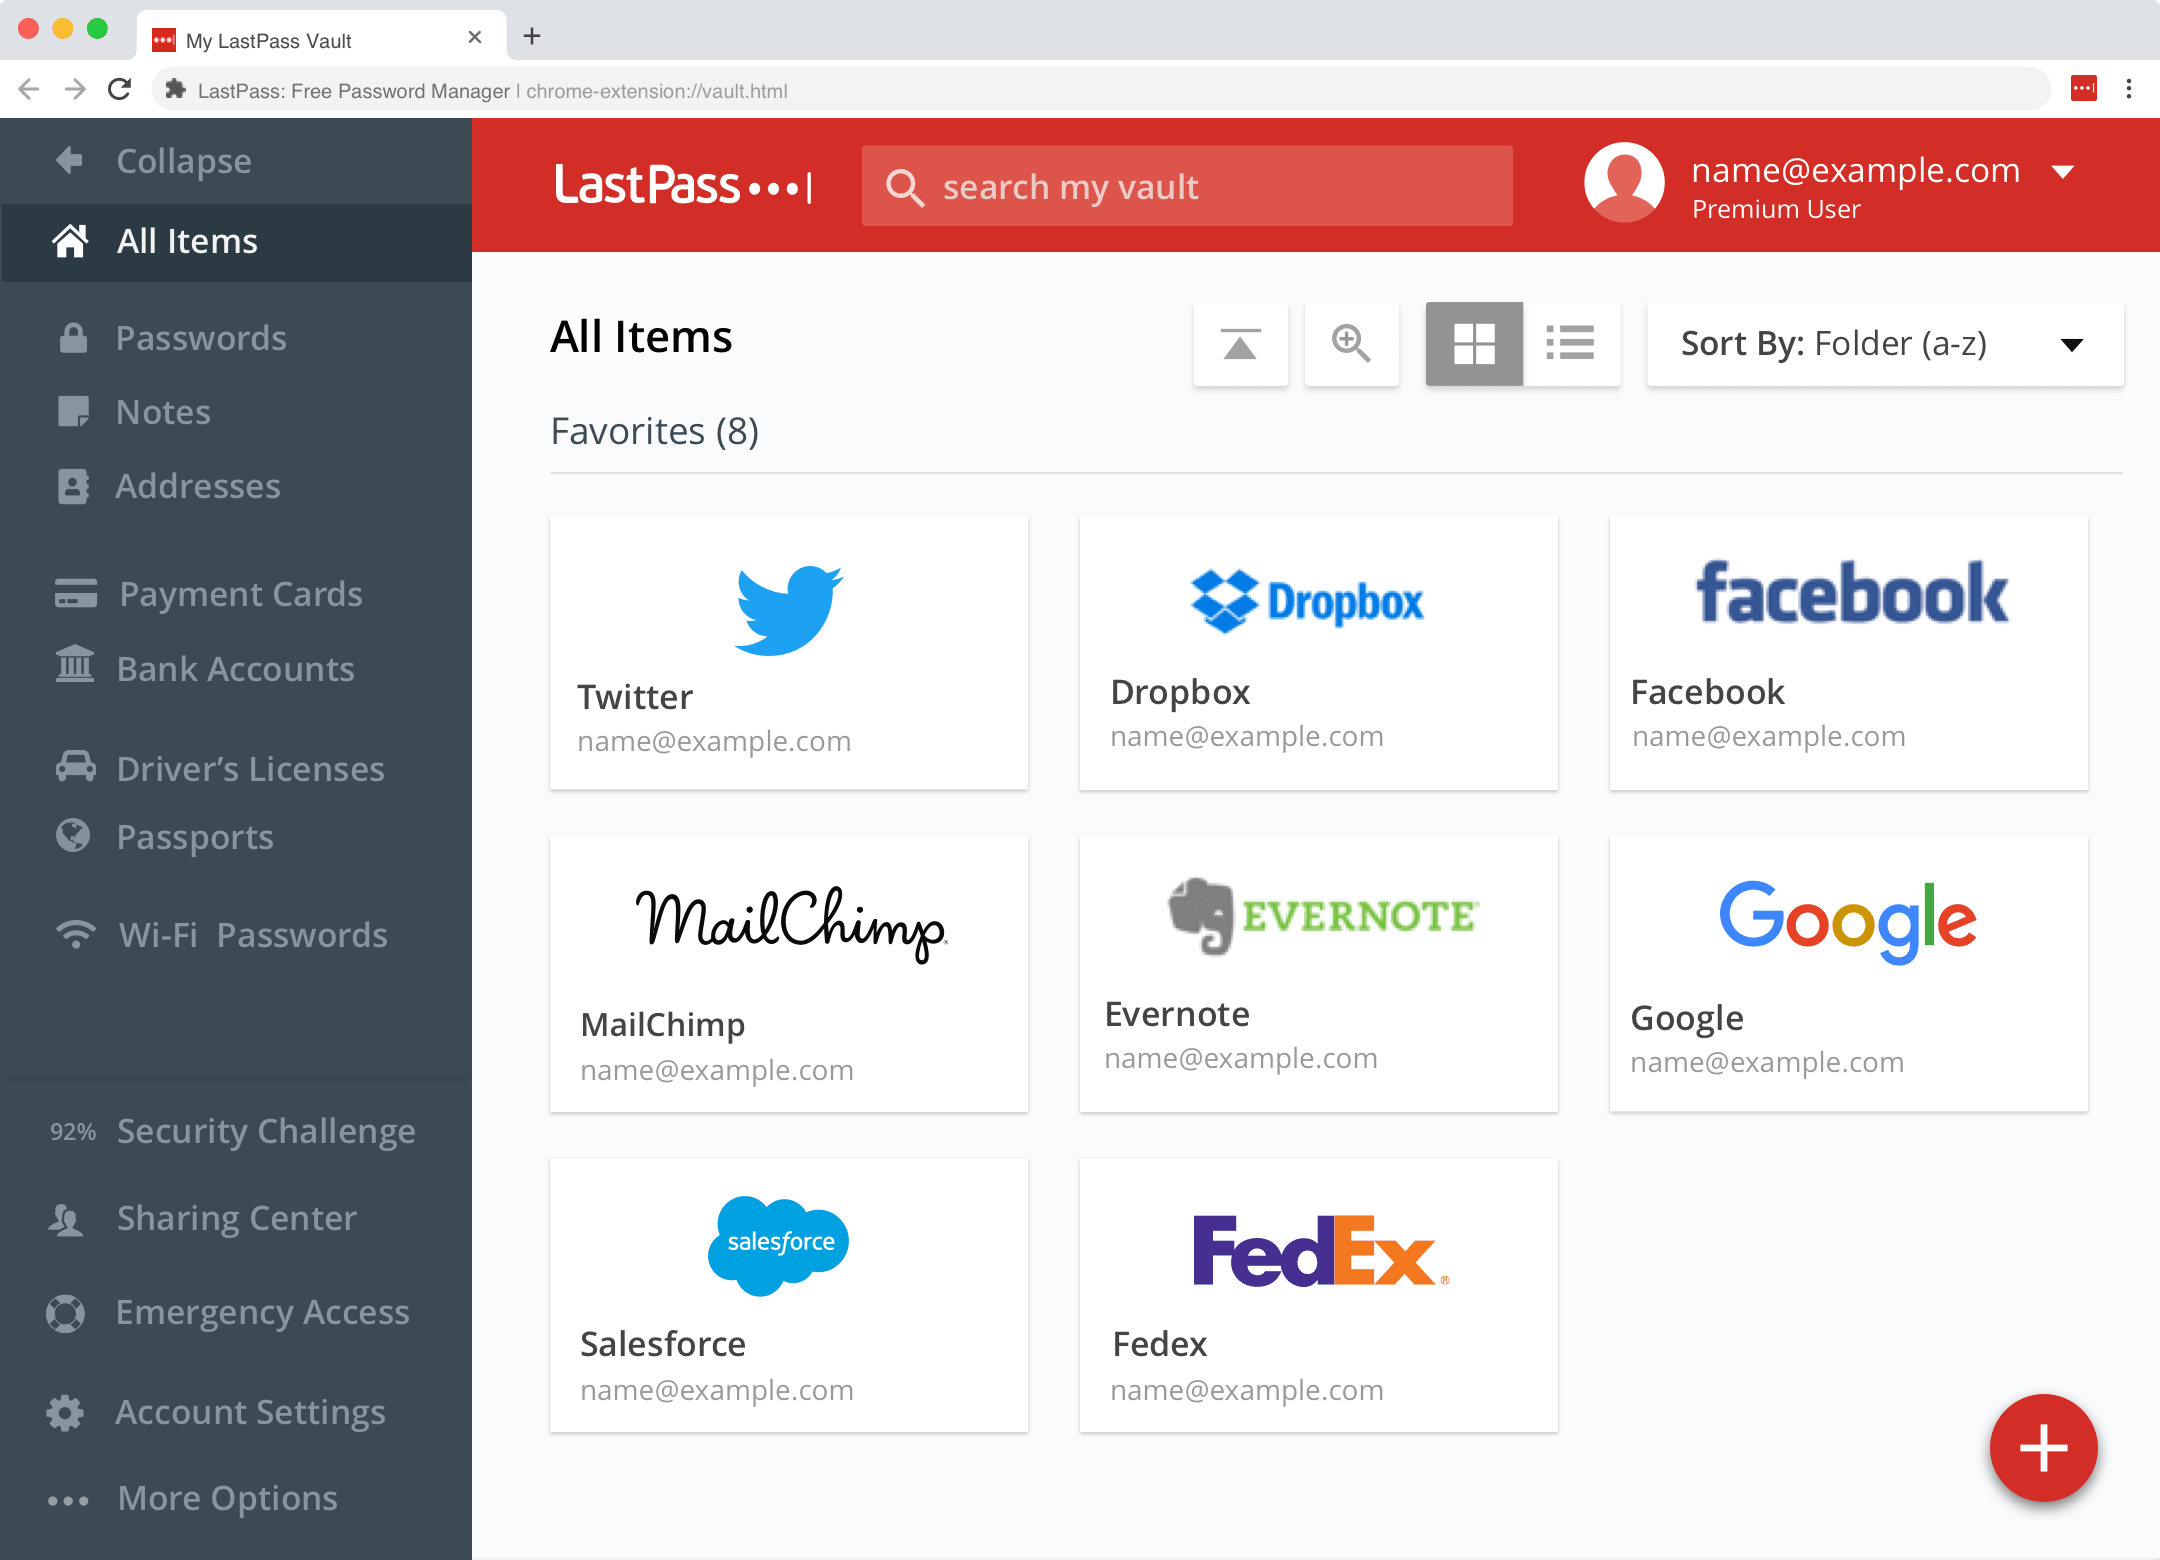 My LastPass Vault
LastPass: Free Password Manager | chrome-extension://vault.html
Collapse
All Items
Passwords
Notes
Addresses
Payment Cards
Bank Accounts
Driver’s Licenses
Passports
Wi-Fi Passwords
92% Security Challenge
Sharing Center
Emergency Access
Account Settings
More Options
LastPass
search my vault
name@example.com
Premium User
All Items
Sort By: Folder (a-z)
Favorites (8)
Twitter
name@example.com
Dropbox
Dropbox
name@example.com
facebook
Facebook
name@example.com
MailChimp
MailChimp
name@example.com
EVERNOTE
Evernote
name@example.com
Google
Google
name@example.com
salesforce
Salesforce
name@example.com
FedEx®
Fedex
name@example.com